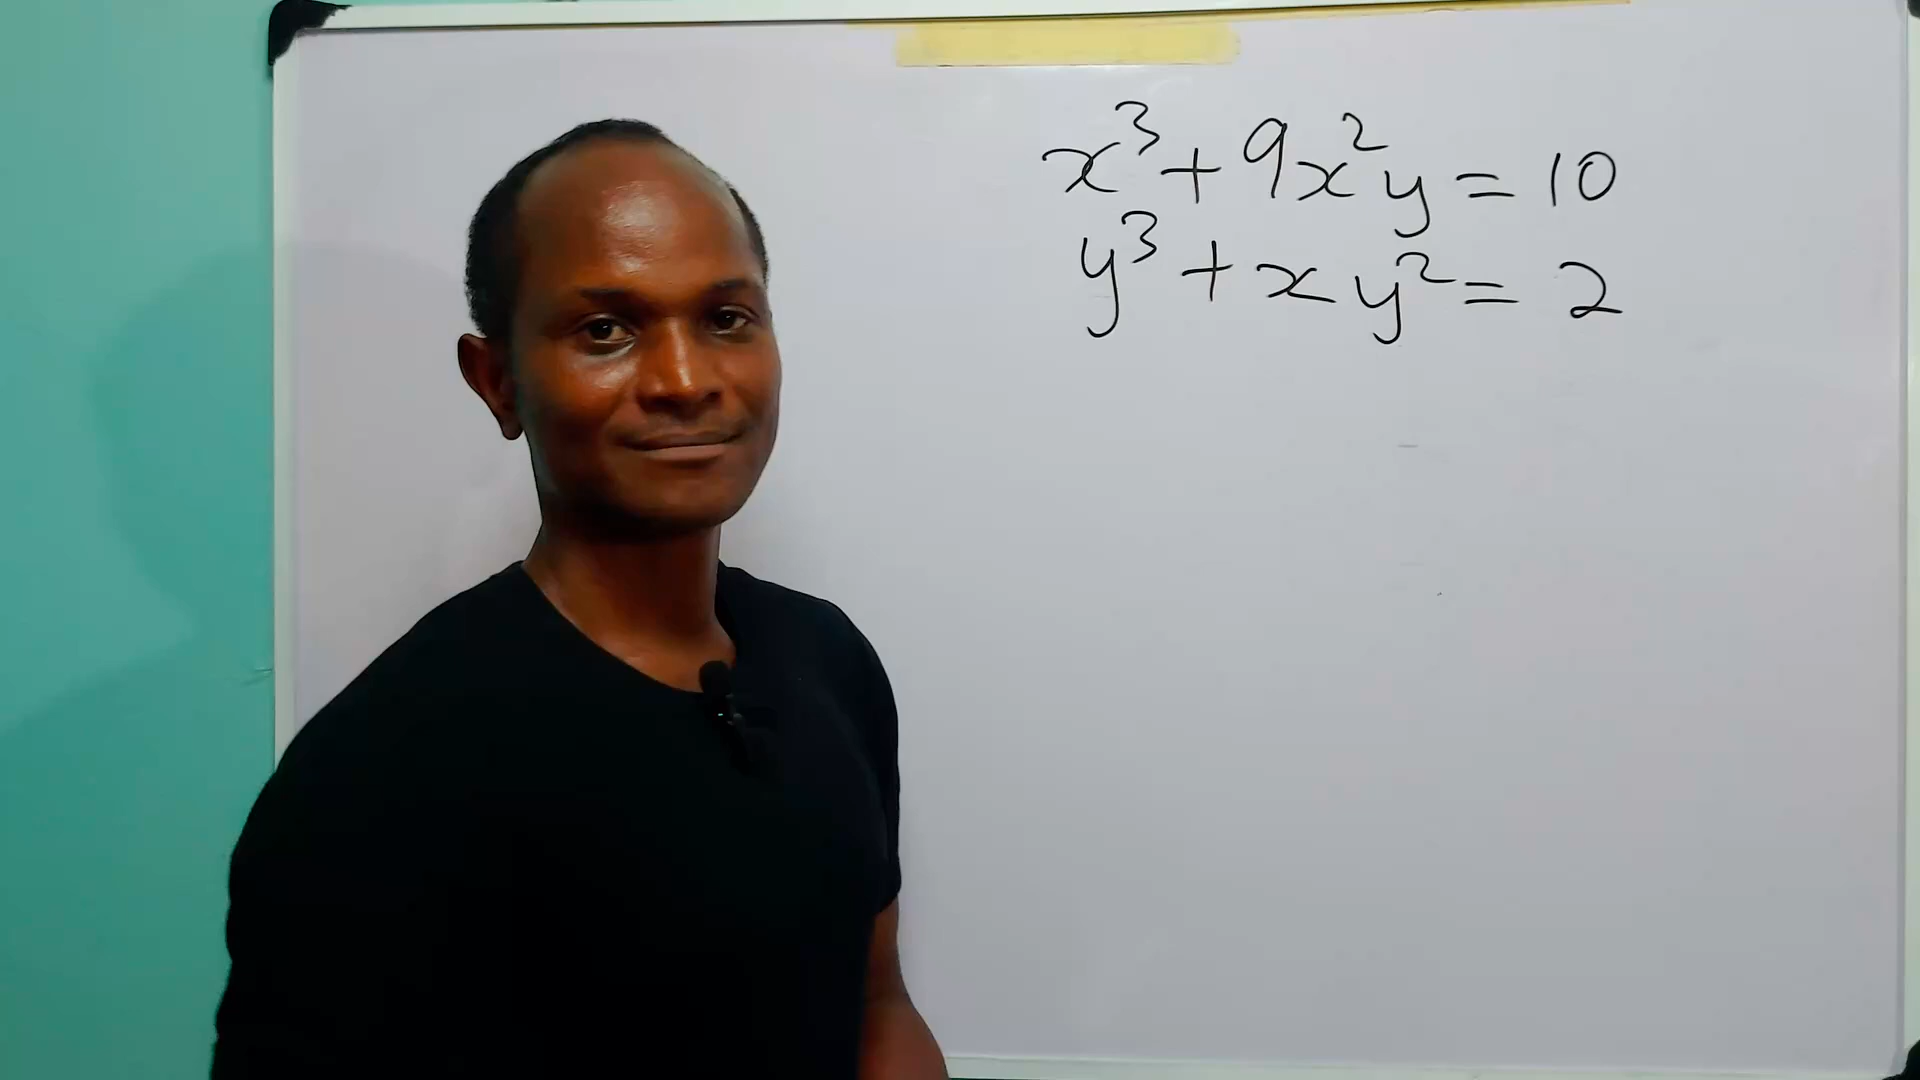 x³ + 9x²y = 10
y³ + xy² = 2